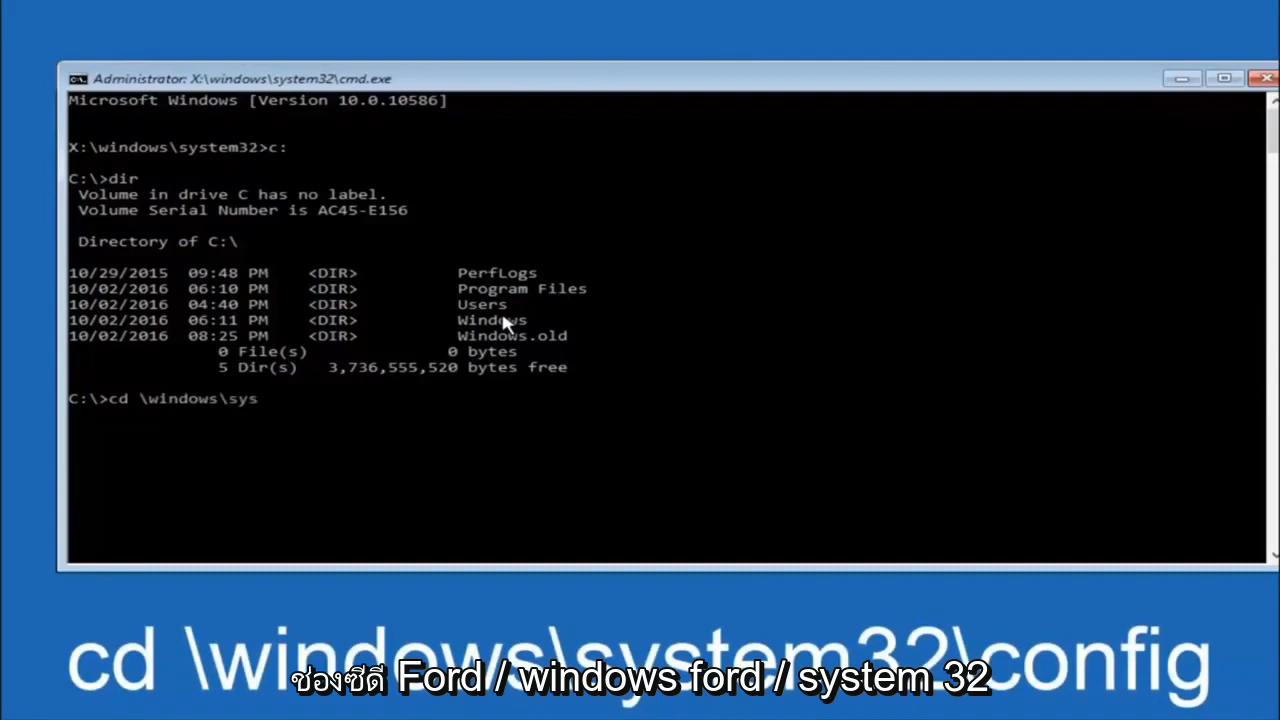 Administrator: X:\windows\system32\cmd.exe
Microsoft Windows [Version 10.0.10586]
X:\windows\system32>c:
C:\>dir
Volume in drive C has no label.
Volume Serial Number is AC45-E156
Directory of C:\
10/29/2015 09:48 PM <DIR> PerfLogs
10/02/2016 06:10 PM <DIR> Program Files
10/02/2016 04:40 PM <DIR> Users
10/02/2016 06:11 PM <DIR> Windows
10/02/2016 08:25 PM <DIR> Windows.old
0 File(s) 0 bytes
5 Dir(s) 3,736,555,520 bytes free
C:\>cd \windows\sys
cd \windows\system32\config
ช่องซีดี Ford / windows ford / system 32